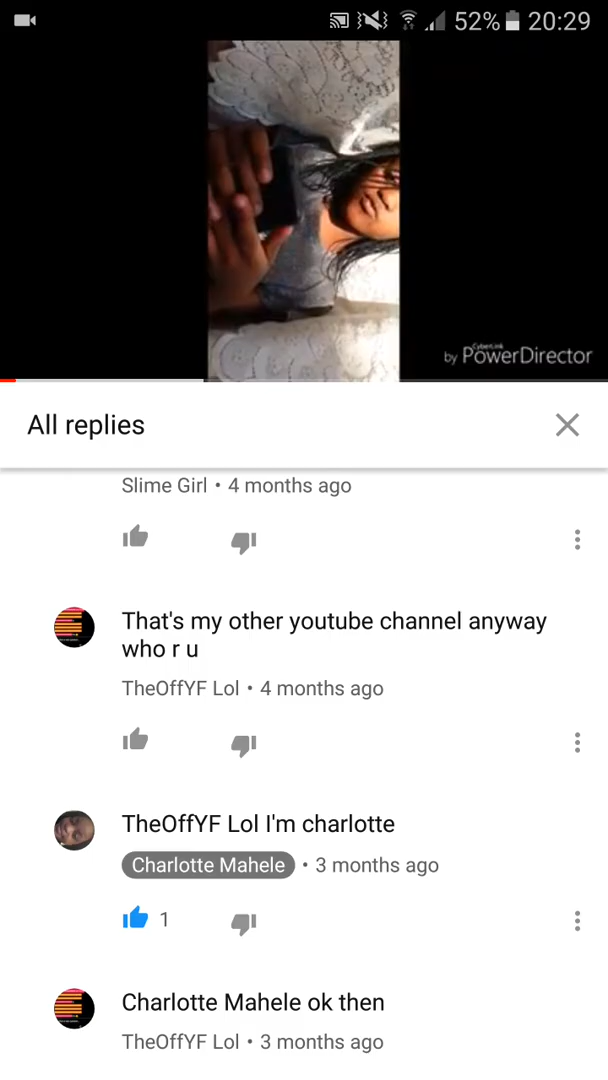 52% 20:29
CyberLink
by PowerDirector
All replies
Slime Girl • 4 months ago
That's my other youtube channel anyway
who r u
TheOffYF Lol • 4 months ago
TheOffYF Lol I'm charlotte
Charlotte Mahele • 3 months ago
1
Charlotte Mahele ok then
TheOffYF Lol • 3 months ago